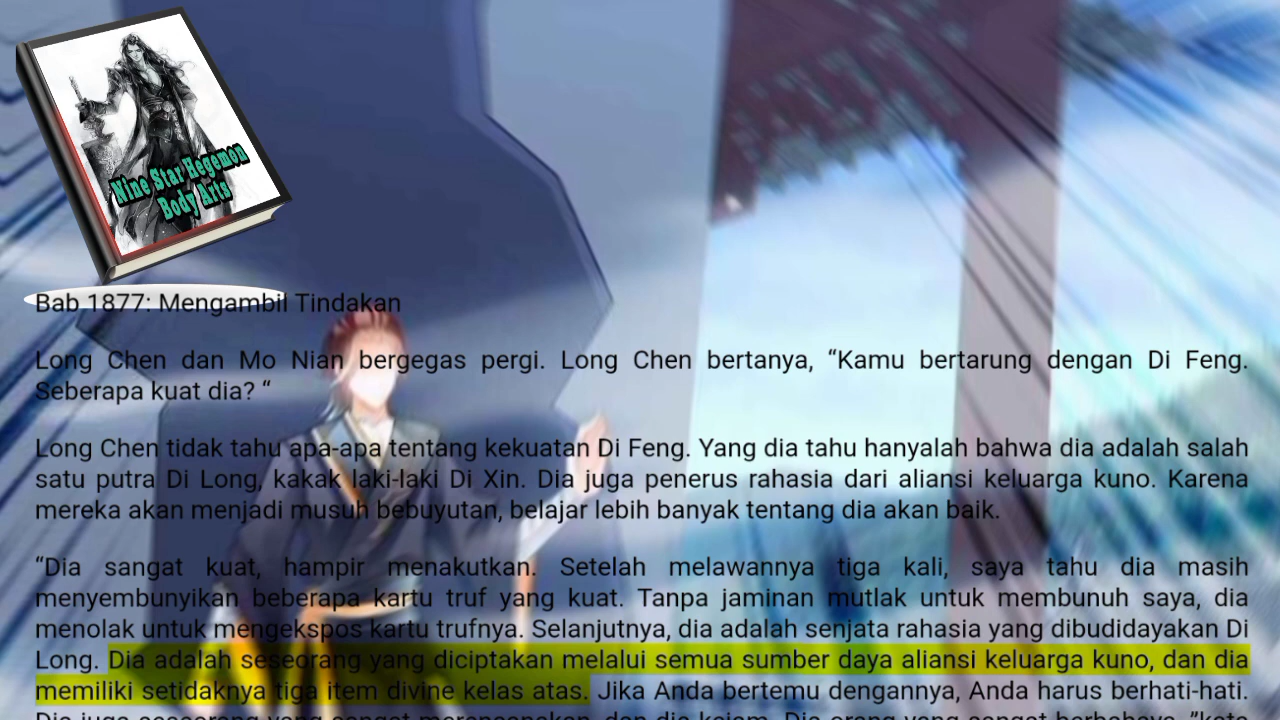 Nine Star Hegemon
Body Arts
Bab 1877: Mengambil Tindakan
Long Chen dan Mo Nian bergegas pergi. Long Chen bertanya, “Kamu bertarung dengan Di Feng.
Seberapa kuat dia? “
Long Chen tidak tahu apa-apa tentang kekuatan Di Feng. Yang dia tahu hanyalah bahwa dia adalah salah
satu putra Di Long, kakak laki-laki Di Xin. Dia juga penerus rahasia dari aliansi keluarga kuno. Karena
mereka akan menjadi musuh bebuyutan, belajar lebih banyak tentang dia akan baik.
“Dia sangat kuat, hampir menakutkan. Setelah melawannya tiga kali, saya tahu dia masih
menyembunyikan beberapa kartu truf yang kuat. Tanpa jaminan mutlak untuk membunuh saya, dia
menolak untuk mengekspos kartu trufnya. Selanjutnya, dia adalah senjata rahasia yang dibudidayakan Di
Long. Dia adalah seseorang yang diciptakan melalui semua sumber daya aliansi keluarga kuno, dan dia
memiliki setidaknya tiga item divine kelas atas. Jika Anda bertemu dengannya, Anda harus berhati-hati.